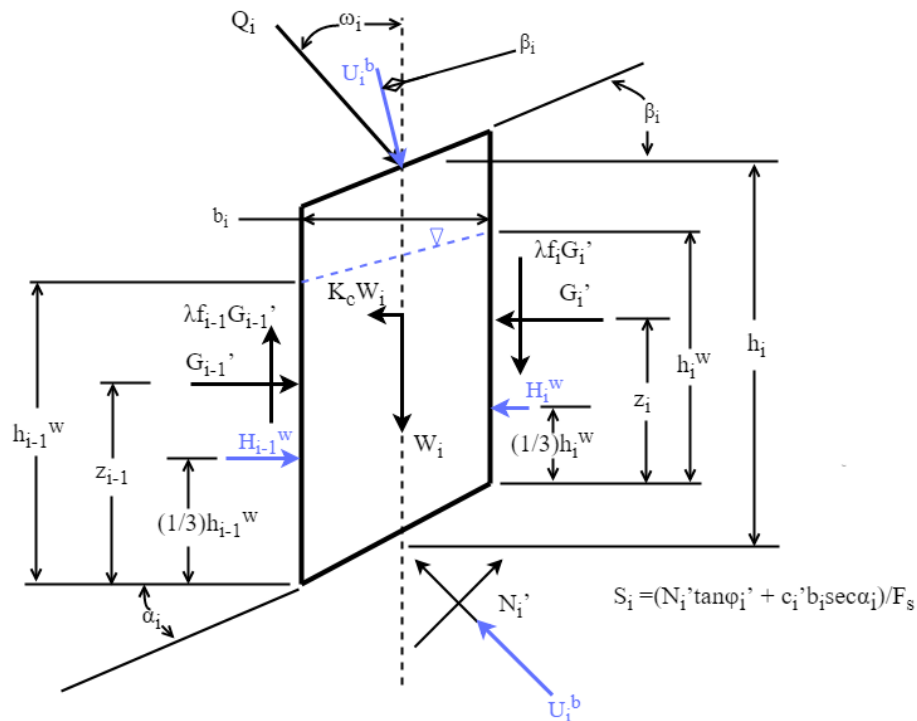 Qᵢ
ωᵢ
βᵢ
Uᵢᵇ
βᵢ
bᵢ
λfᵢGᵢ’
K꜀Wᵢ
Gᵢ’
λfᵢ₋₁Gᵢ₋₁’
hᵢ
Gᵢ₋₁’
hᵢᵂ
Hᵢᵂ
zᵢ
hᵢ₋₁ᵂ
Hᵢ₋₁ᵂ
Wᵢ
(1/3)hᵢᵂ
zᵢ₋₁
(1/3)hᵢ₋₁ᵂ
αᵢ
Nᵢ’
Sᵢ =(Nᵢ’tanφᵢ’ + cᵢ’bᵢsecαᵢ)/Fₛ
Uᵢᵇ